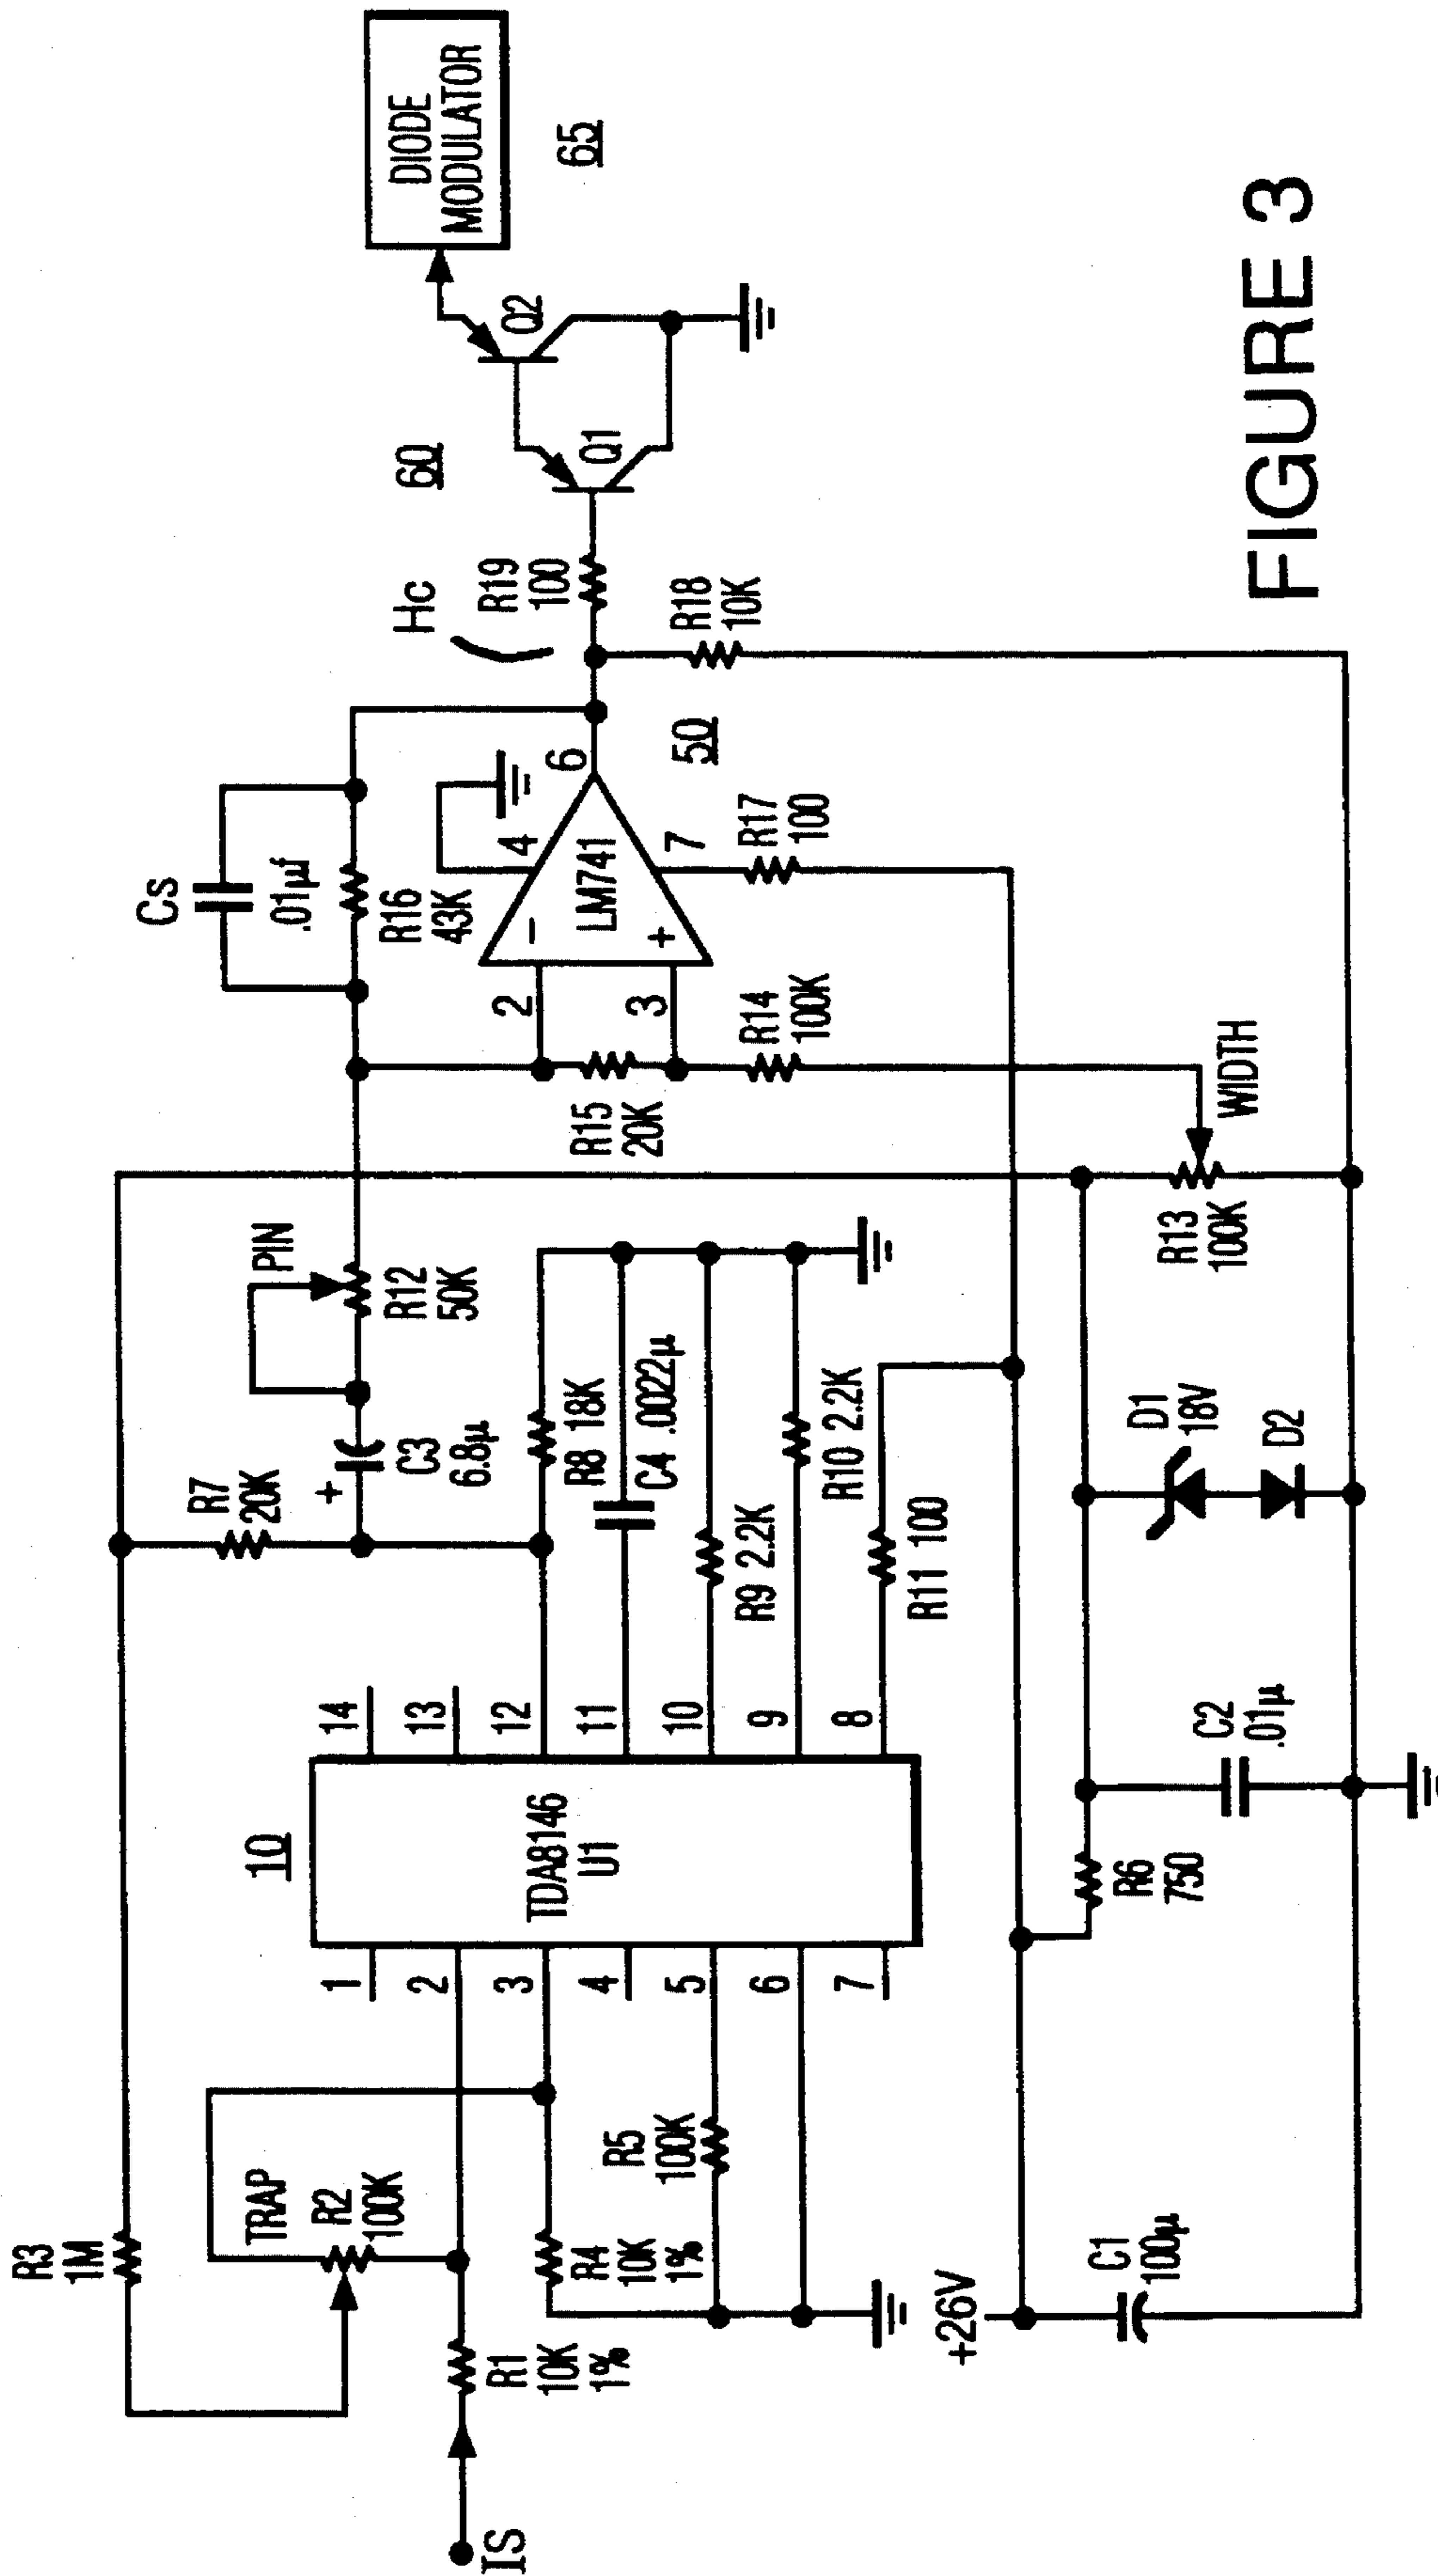 R3
1M
TRAP
R2
100K
IS
R1
10K
1%
R4
10K
1%
R5
100K
+26V
C1
100µ
10
TDA8146
U1
1
2
3
4
5
6
7
14
13
12
11
10
9
8
R7
20K
+
C3
6.8µ
PIN
R12
50K
R8 18K
C4 .0022µ
R9 2.2K
R10 2.2K
R11 100
R6
750
C2
.01µ
D1
18V
D2
R13
100K
WIDTH
Cs
.01µf
R16
43K
R15
20K
R14
100K
2
3
−
+
LM741
4
7
6
50
R17
100
Hc
R19
100
R18
10K
60
Q1
Q2
DIODE
MODULATOR
65
FIGURE 3